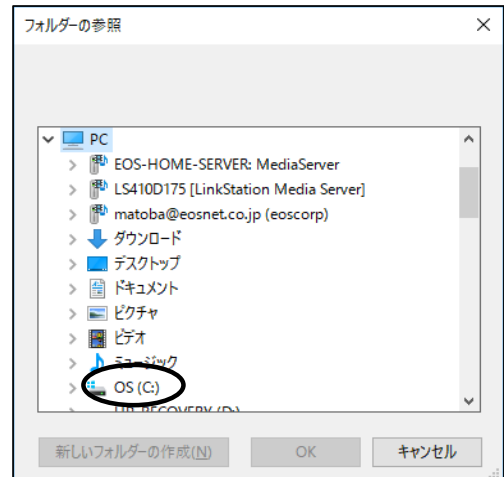 フォルダーの参照
PC
EOS-HOME-SERVER: MediaServer
LS410D175 [LinkStation Media Server]
matoba@eosnet.co.jp (eoscorp)
ダウンロード
デスクトップ
ドキュメント
ピクチャ
ビデオ
ミュージック
OS (C:)
HP_RECOVERY (D:)
新しいフォルダーの作成(N)
OK
キャンセル